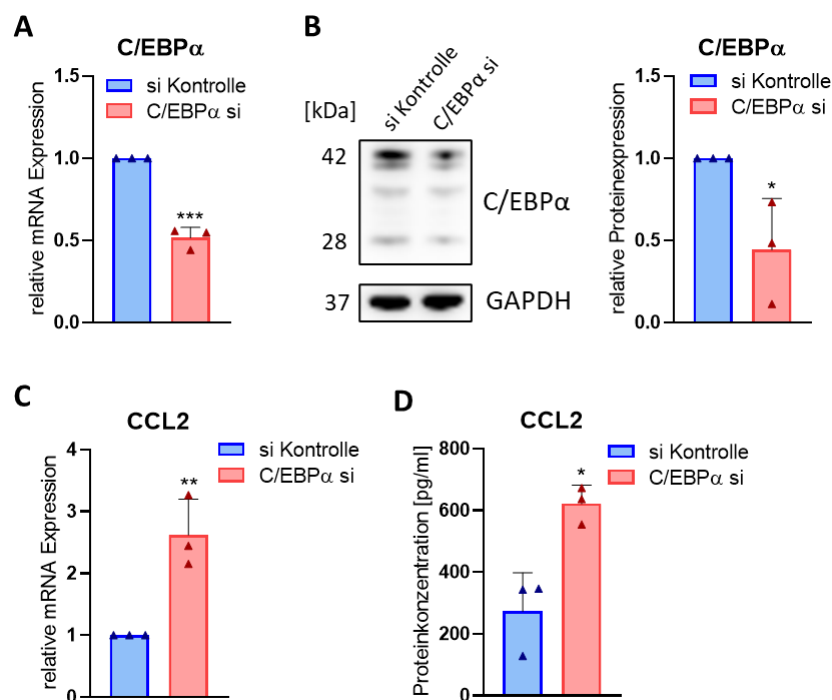 A
C/EBPα
si Kontrolle
C/EBPα si
relative mRNA Expression
1.5
1.0
0.5
0.0
***
B
[kDa]
si Kontrolle
C/EBPα si
42
28
37
C/EBPα
GAPDH
C/EBPα
si Kontrolle
C/EBPα si
relative Proteinexpression
1.5
1.0
0.5
0.0
*
C
CCL2
si Kontrolle
C/EBPα si
relative mRNA Expression
4
3
2
1
0
**
D
CCL2
si Kontrolle
C/EBPα si
Proteinkonzentration [pg/ml]
800
600
400
200
0
*